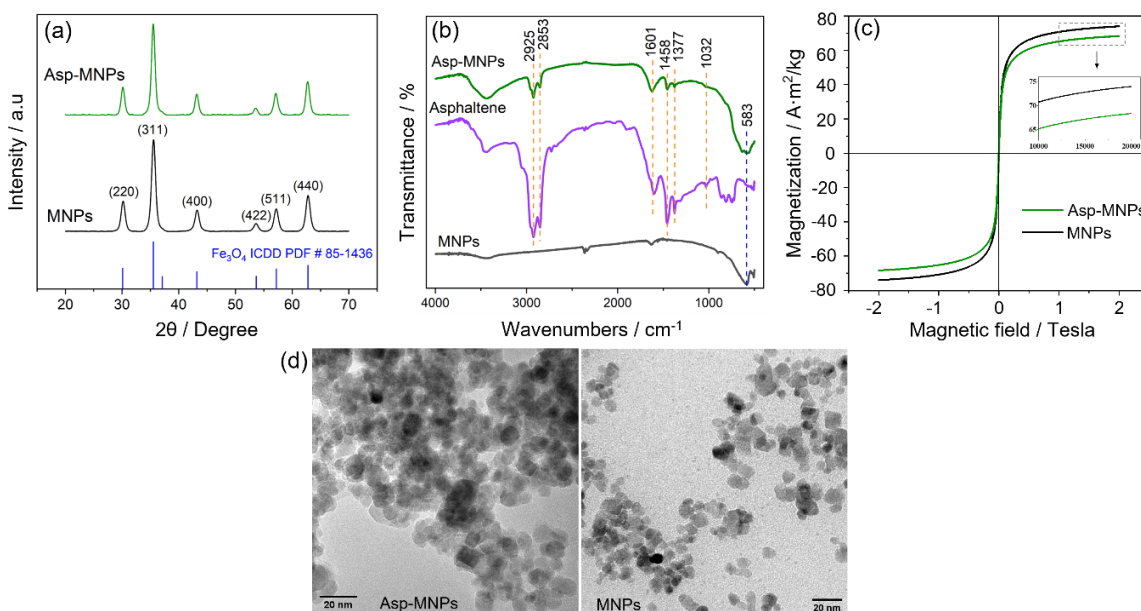 (a)
Asp-MNPs
(311)
(220)
(400)
(422)
(511)
(440)
MNPs
Fe₃O₄ ICDD PDF # 85-1436
Intensity / a.u
20
30
40
50
60
70
2θ / Degree
(b)
2925
2853
1601
1458
1377
1032
583
Asp-MNPs
Asphaltene
MNPs
Transmittance / %
4000
3000
2000
1000
Wavenumbers / cm⁻¹
(c)
80
60
40
20
0
-20
-40
-60
-80
Magnetization / A·m²/kg
75
70
65
10000
15000
20000
Asp-MNPs
MNPs
-2
-1
0
1
2
Magnetic field / Tesla
(d)
20 nm
Asp-MNPs
MNPs
20 nm